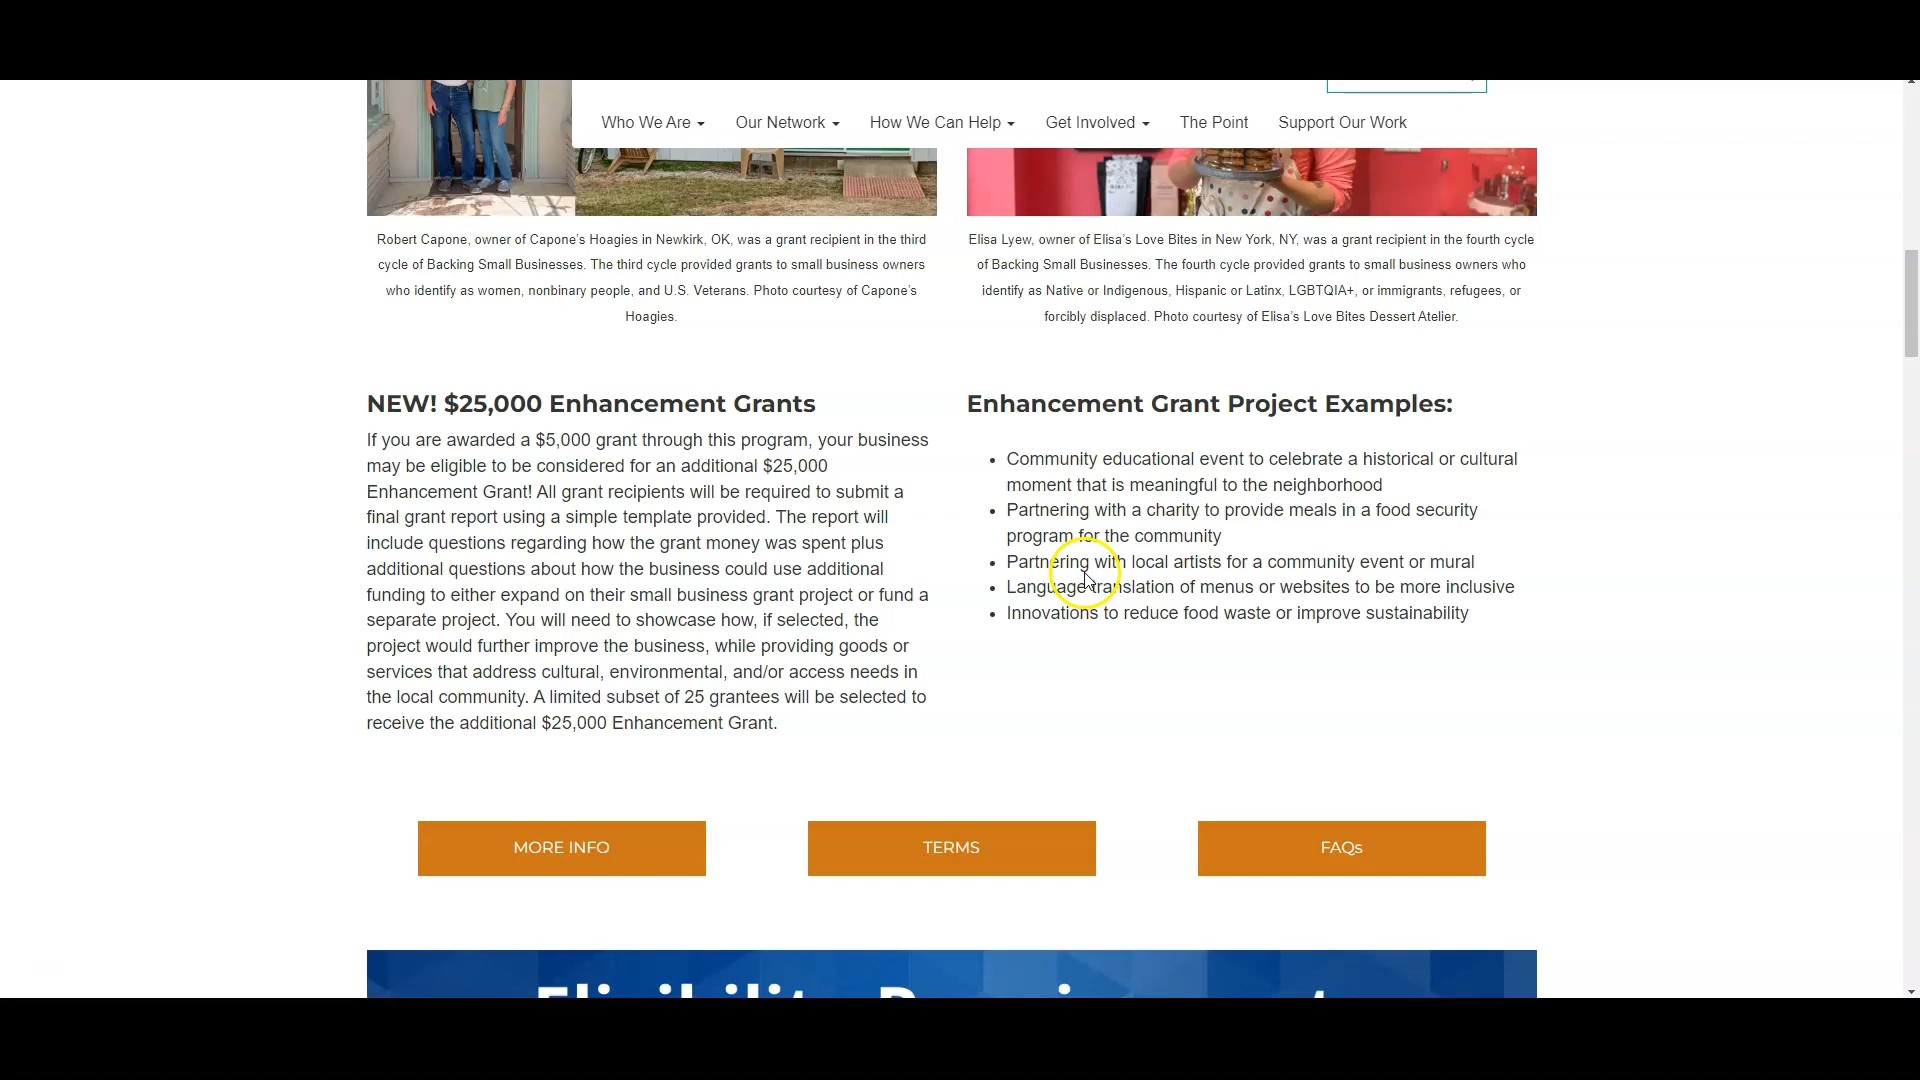 Who We Are
Our Network
How We Can Help
Get Involved
The Point
Support Our Work
Robert Capone, owner of Capone's Hoagies in Newkirk, OK, was a grant recipient in the third
cycle of Backing Small Businesses. The third cycle provided grants to small business owners
who identify as women, nonbinary people, and U.S. Veterans. Photo courtesy of Capone's
Hoagies.
Elisa Lyew, owner of Elisa's Love Bites in New York, NY, was a grant recipient in the fourth cycle
of Backing Small Businesses. The fourth cycle provided grants to small business owners who
identify as Native or Indigenous, Hispanic or Latinx, LGBTQIA+, or immigrants, refugees, or
forcibly displaced. Photo courtesy of Elisa's Love Bites Dessert Atelier.
NEW! $25,000 Enhancement Grants
If you are awarded a $5,000 grant through this program, your business
may be eligible to be considered for an additional $25,000
Enhancement Grant! All grant recipients will be required to submit a
final grant report using a simple template provided. The report will
include questions regarding how the grant money was spent plus
additional questions about how the business could use additional
funding to either expand on their small business grant project or fund a
separate project. You will need to showcase how, if selected, the
project would further improve the business, while providing goods or
services that address cultural, environmental, and/or access needs in
the local community. A limited subset of 25 grantees will be selected to
receive the additional $25,000 Enhancement Grant.
Enhancement Grant Project Examples:
• Community educational event to celebrate a historical or cultural
moment that is meaningful to the neighborhood
• Partnering with a charity to provide meals in a food security
program for the community
• Partnering with local artists for a community event or mural
• Language translation of menus or websites to be more inclusive
• Innovations to reduce food waste or improve sustainability
MORE INFO
TERMS
FAQs